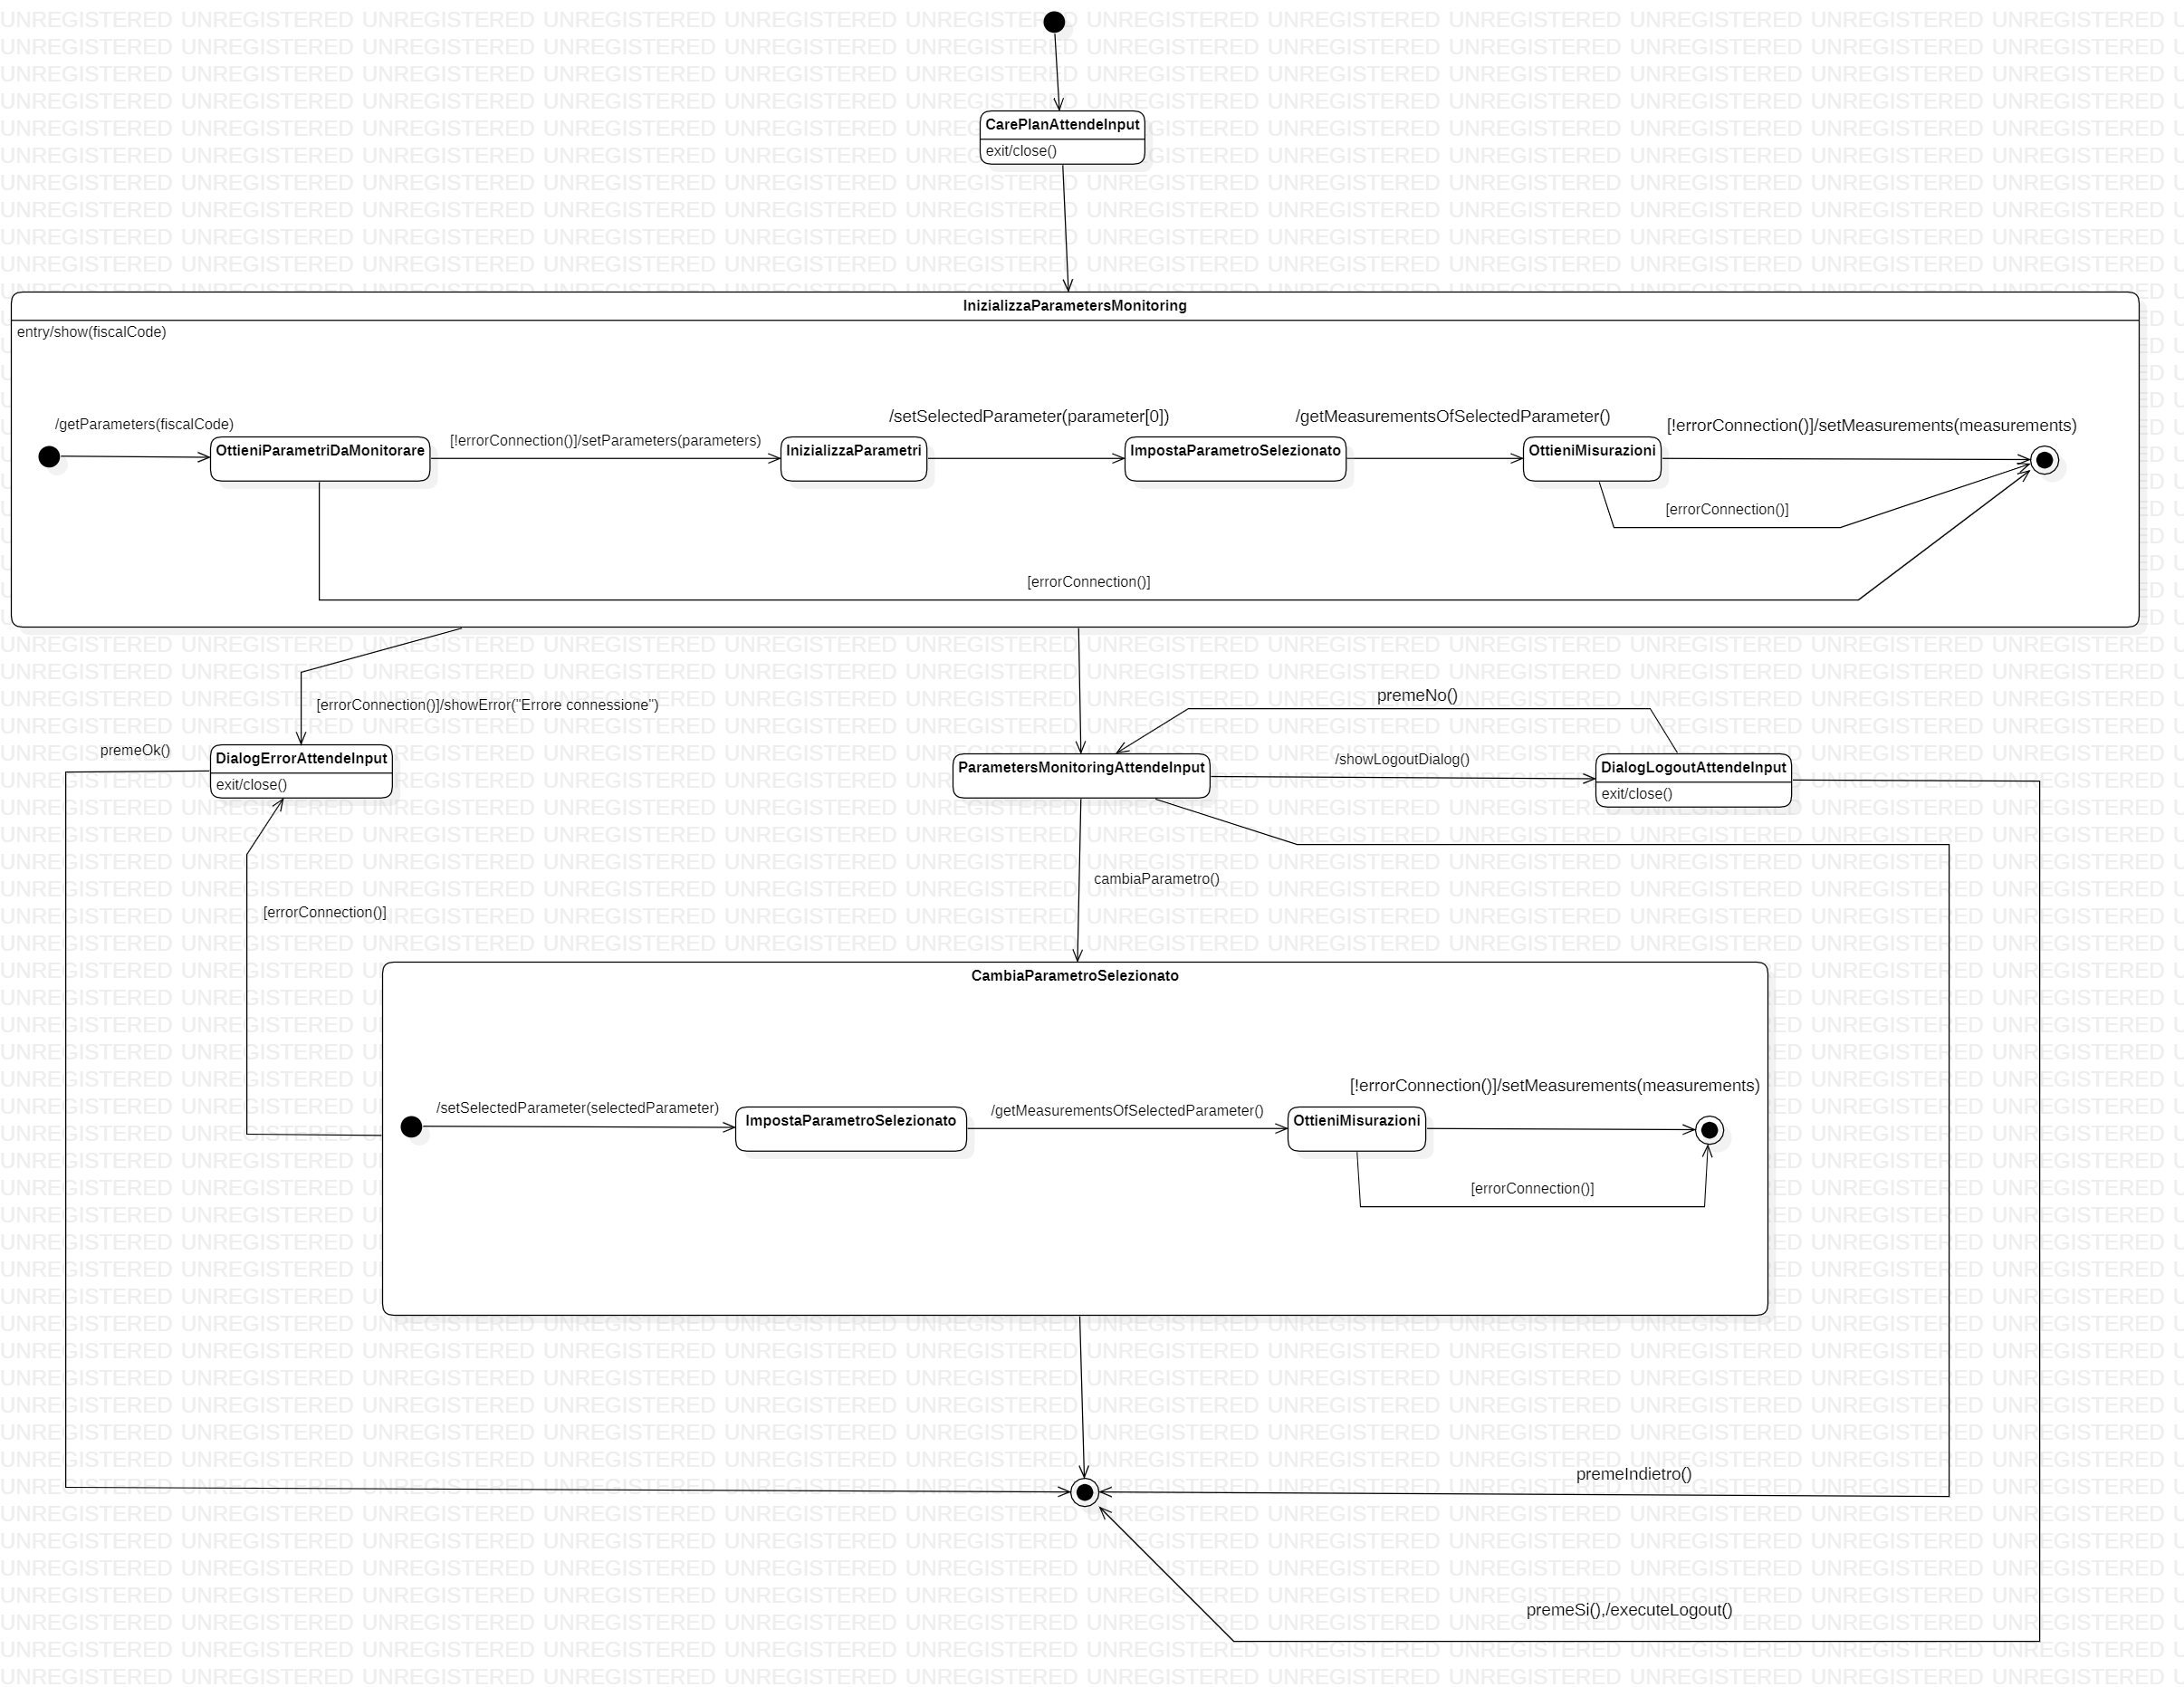 CarePlanAttendeInput
exit/close()
InizializzaParametersMonitoring
entry/show(fiscalCode)
/getParameters(fiscalCode)
OttieniParametriDaMonitorare
[!errorConnection()]/setParameters(parameters)
InizializzaParametri
/setSelectedParameter(parameter[0])
ImpostaParametroSelezionato
/getMeasurementsOfSelectedParameter()
OttieniMisurazioni
[!errorConnection()]/setMeasurements(measurements)
[errorConnection()]
[errorConnection()]
[errorConnection()]/showError("Errore connessione")
premeNo()
premeOk()
DialogErrorAttendeInput
exit/close()
ParametersMonitoringAttendeInput
/showLogoutDialog()
DialogLogoutAttendeInput
exit/close()
cambiaParametro()
[errorConnection()]
CambiaParametroSelezionato
/setSelectedParameter(selectedParameter)
ImpostaParametroSelezionato
/getMeasurementsOfSelectedParameter()
OttieniMisurazioni
[!errorConnection()]/setMeasurements(measurements)
[errorConnection()]
premeIndietro()
premeSi(),/executeLogout()
UNREGISTERED